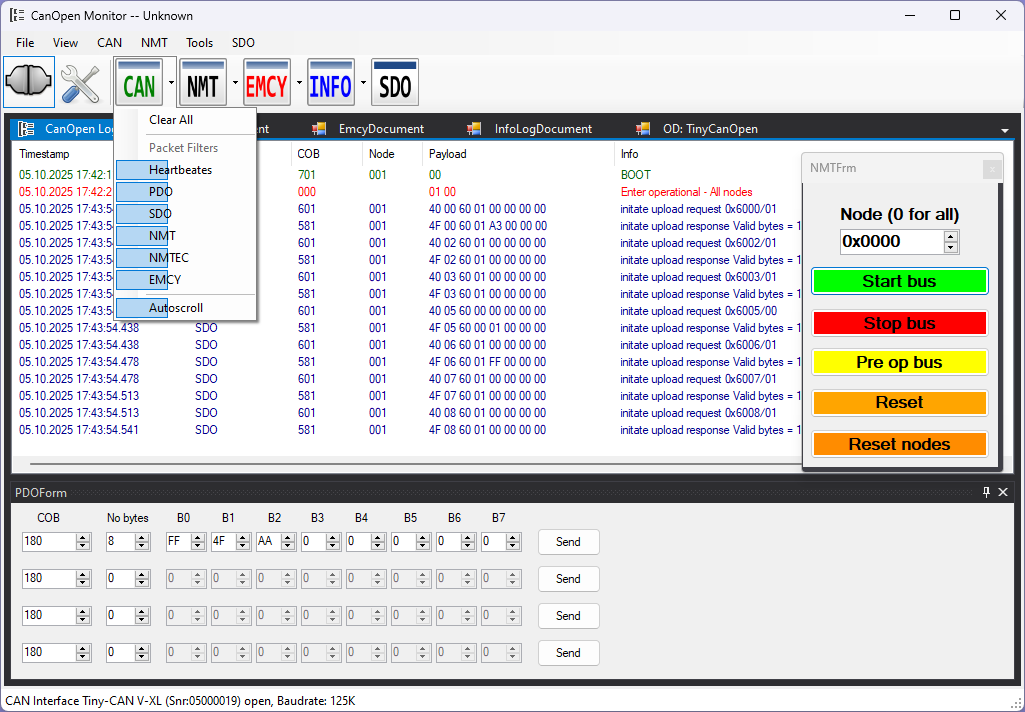 CanOpen Monitor -- Unknown
File View CAN NMT Tools SDO
CAN NMT EMCY INFO SDO
CanOpen Log EmcyDocument InfoLogDocument OD: TinyCanOpen
Clear All
Packet Filters
Heartbeates
PDO
SDO
NMT
NMTEC
EMCY
Autoscroll
Timestamp COB Node Payload Info
05.10.2025 17:42:1 701 001 00 BOOT
05.10.2025 17:42:2 000 01 00 Enter operational - All nodes
05.10.2025 17:43:5 601 001 40 00 60 01 00 00 00 00 initate upload request 0x6000/01
05.10.2025 17:43:5 581 001 4F 00 60 01 A3 00 00 00 initate upload response Valid bytes = 1
05.10.2025 17:43:5 601 001 40 02 60 01 00 00 00 00 initate upload request 0x6002/01
05.10.2025 17:43:5 581 001 4F 02 60 01 00 00 00 00 initate upload response Valid bytes = 1
05.10.2025 17:43:5 601 001 40 03 60 01 00 00 00 00 initate upload request 0x6003/01
05.10.2025 17:43:5 581 001 4F 03 60 01 00 00 00 00 initate upload response Valid bytes = 1
05.10.2025 17:43:5 601 001 40 05 60 00 00 00 00 00 initate upload request 0x6005/00
05.10.2025 17:43:54.438 SDO 581 001 4F 05 60 00 01 00 00 00 initate upload response Valid bytes = 1
05.10.2025 17:43:54.438 SDO 601 001 40 06 60 01 00 00 00 00 initate upload request 0x6006/01
05.10.2025 17:43:54.478 SDO 581 001 4F 06 60 01 FF 00 00 00 initate upload response Valid bytes = 1
05.10.2025 17:43:54.478 SDO 601 001 40 07 60 01 00 00 00 00 initate upload request 0x6007/01
05.10.2025 17:43:54.513 SDO 581 001 4F 07 60 01 00 00 00 00 initate upload response Valid bytes = 1
05.10.2025 17:43:54.513 SDO 601 001 40 08 60 01 00 00 00 00 initate upload request 0x6008/01
05.10.2025 17:43:54.541 SDO 581 001 4F 08 60 01 00 00 00 00 initate upload response Valid bytes = 1
NMTFrm
Node (0 for all)
0x0000
Start bus
Stop bus
Pre op bus
Reset
Reset nodes
PDOForm
COB No bytes B0 B1 B2 B3 B4 B5 B6 B7
180 8 FF 4F AA 0 0 0 0 0 Send
180 0 0 0 0 0 0 0 0 0 Send
180 0 0 0 0 0 0 0 0 0 Send
180 0 0 0 0 0 0 0 0 0 Send
CAN Interface Tiny-CAN V-XL (Snr:05000019) open, Baudrate: 125K